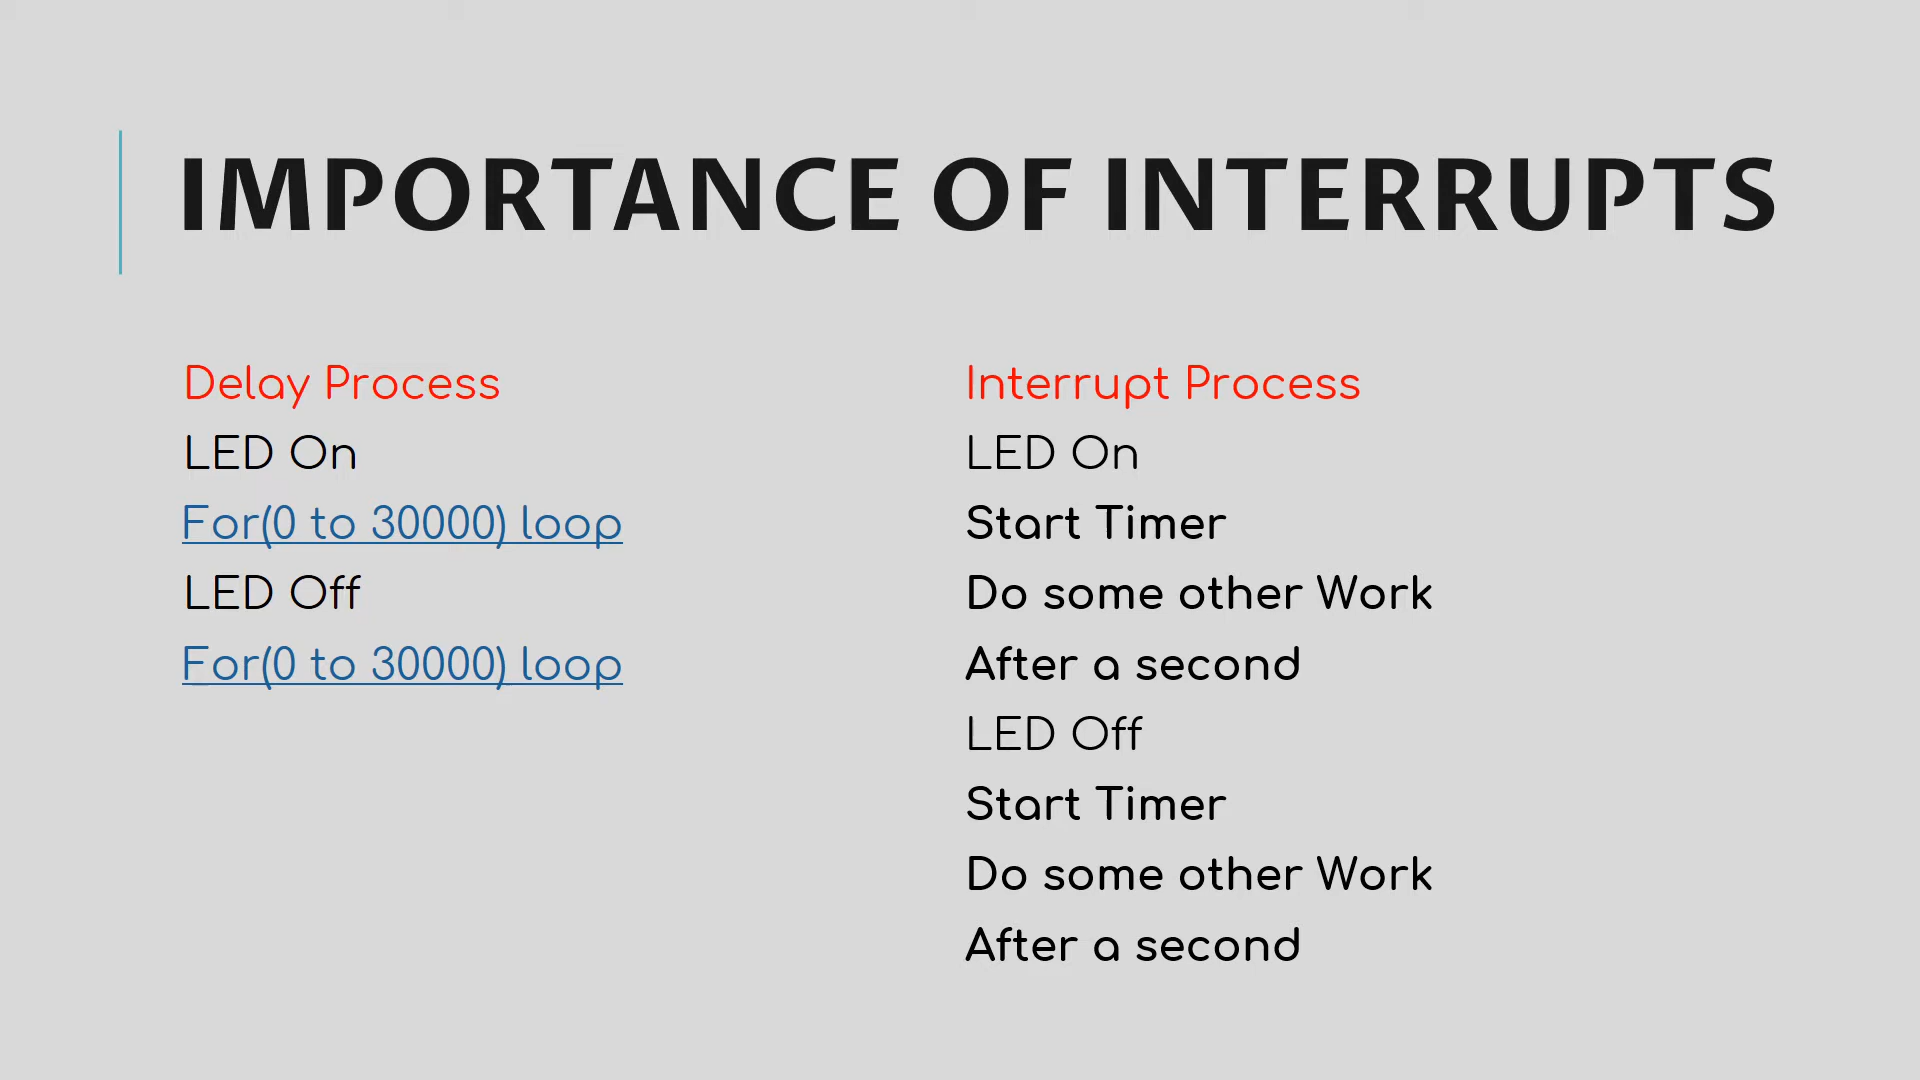 IMPORTANCE OF INTERRUPTS
Delay Process
LED On
For(0 to 30000) loop
LED Off
For(0 to 30000) loop
Interrupt Process
LED On
Start Timer
Do some other Work
After a second
LED Off
Start Timer
Do some other Work
After a second